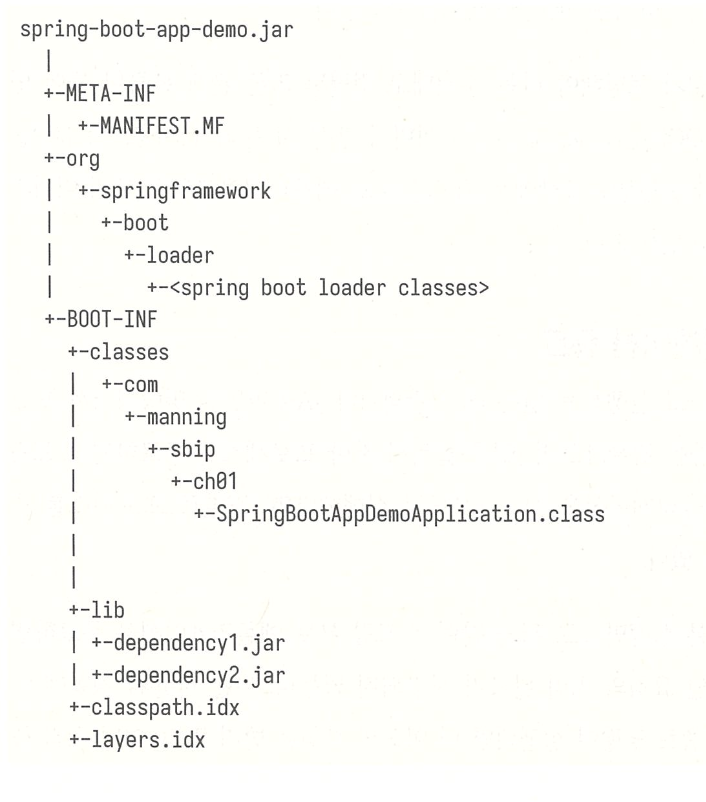 spring-boot-app-demo.jar
  |
  +-META-INF
  |  +-MANIFEST.MF
  +-org
  |  +-springframework
  |    +-boot
  |      +-loader
  |        +-<spring boot loader classes>
  +-BOOT-INF
    +-classes
    |  +-com
    |    +-manning
    |      +-sbip
    |        +-ch01
    |          +-SpringBootAppDemoApplication.class
    |
    |
    +-lib
    | +-dependency1.jar
    | +-dependency2.jar
    +-classpath.idx
    +-layers.idx